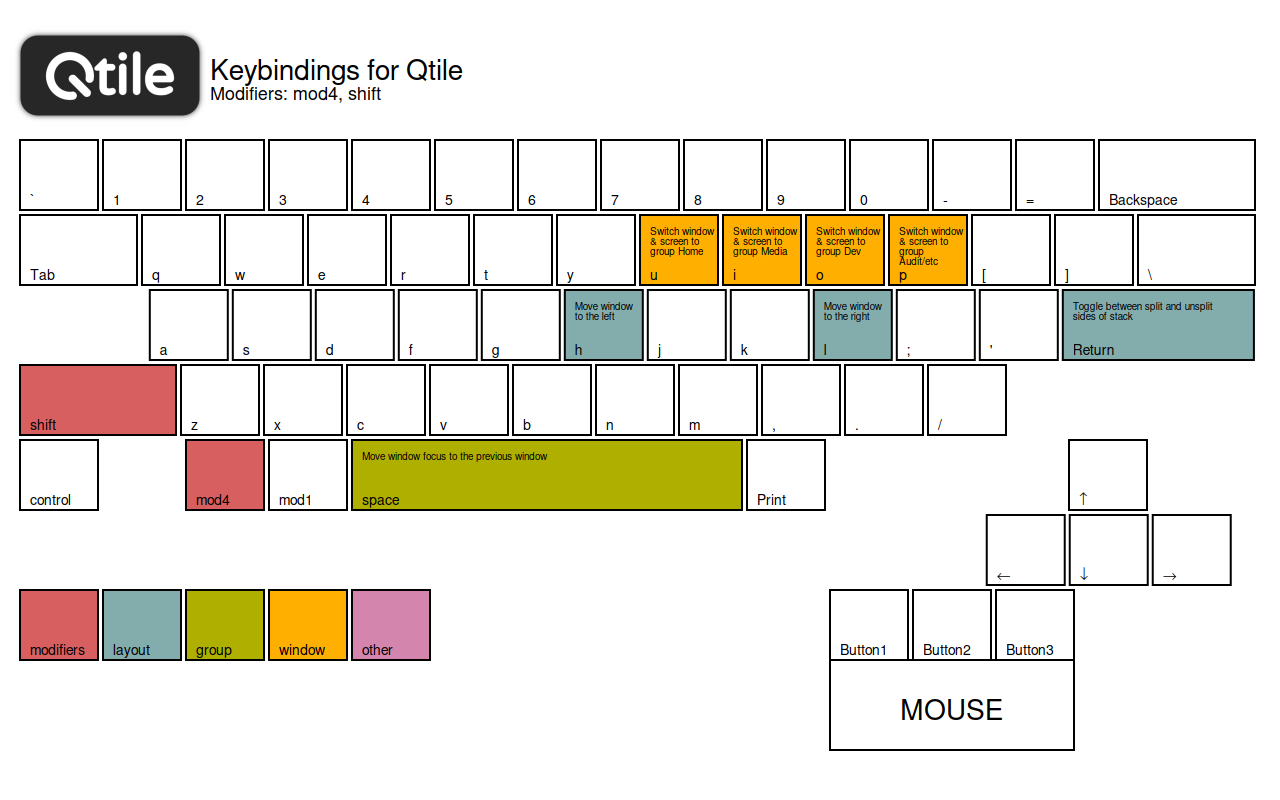 Qtile
Keybindings for Qtile
Modifiers: mod4, shift
` 1 2 3 4 5 6 7 8 9 0 - = Backspace
Switch window
& screen to
group Home
Switch window
& screen to
group Media
Switch window
& screen to
group Dev
Switch window
& screen to
group
Audit/etc
Tab q w e r t y u i o p [ ] \
Move window
to the left
Move window
to the right
Toggle between split and unsplit
sides of stack
a s d f g h j k l ; ' Return
shift z x c v b n m , . /
Move window focus to the previous window
control mod4 mod1 space Print ↑
← ↓ →
modifiers layout group window other Button1 Button2 Button3
MOUSE